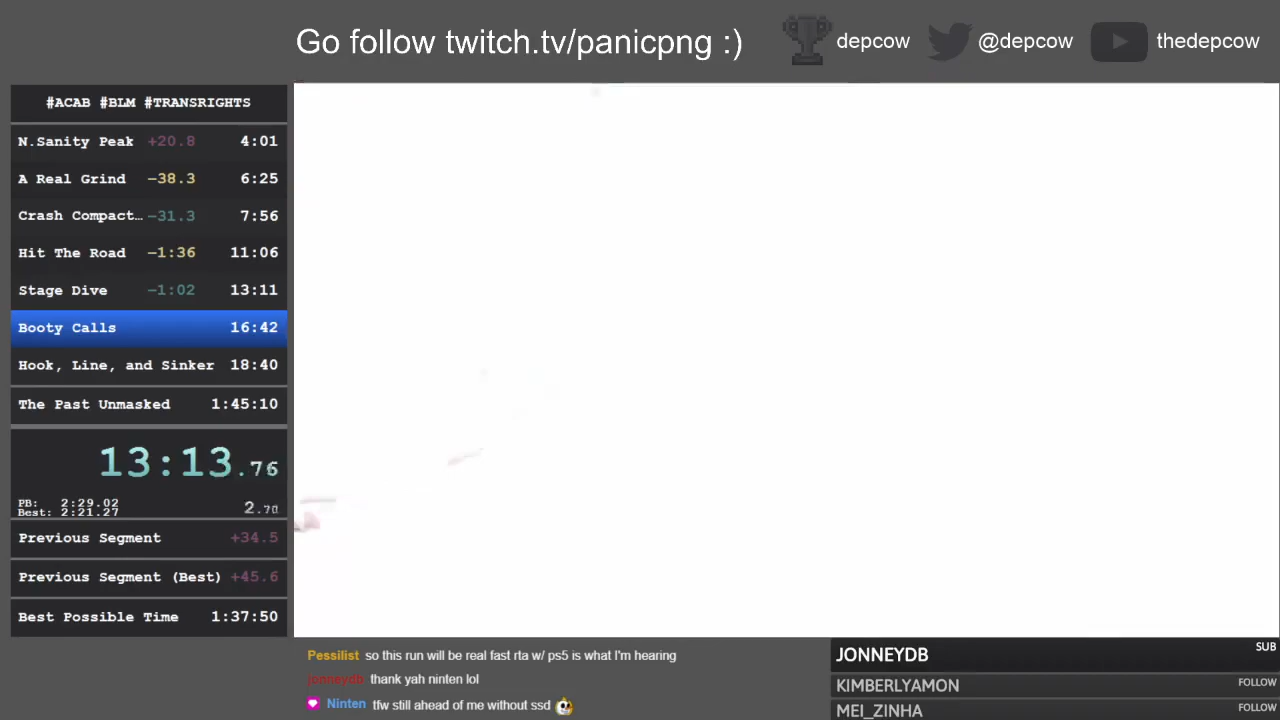 Go follow twitch.tv/panicpng :)
depcow
@depcow
thedepcow
#ACAB #BLM #TRANSRIGHTS
N.Sanity Peak +20.8 4:01
A Real Grind −38.3 6:25
Crash Compact… −31.3 7:56
Hit The Road −1:36 11:06
Stage Dive −1:02 13:11
Booty Calls 16:42
Hook, Line, and Sinker 18:40
The Past Unmasked 1:45:10
13:13.76
PB: 2:29.02
Best: 2:21.27
2.70
Previous Segment +34.5
Previous Segment (Best) +45.6
Best Possible Time 1:37:50
Pessilist so this run will be real fast rta w/ ps5 is what I'm hearing
jonneydb thank yah ninten lol
Ninten tfw still ahead of me without ssd
JONNEYDB SUB
KIMBERLYAMON FOLLOW
MEI_ZINHA FOLLOW